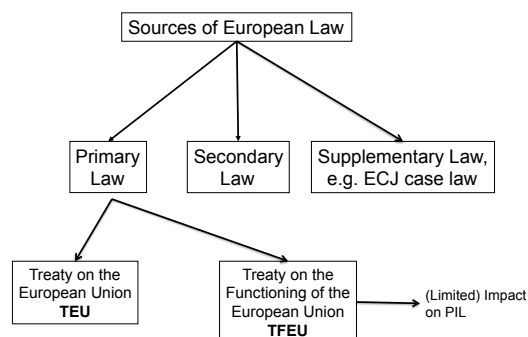 Sources of European Law
Primary
Law
Secondary
Law
Supplementary Law,
e.g. ECJ case law
Treaty on the
European Union
TEU
Treaty on the
Functioning of the
European Union
TFEU
(Limited) Impact
on PIL